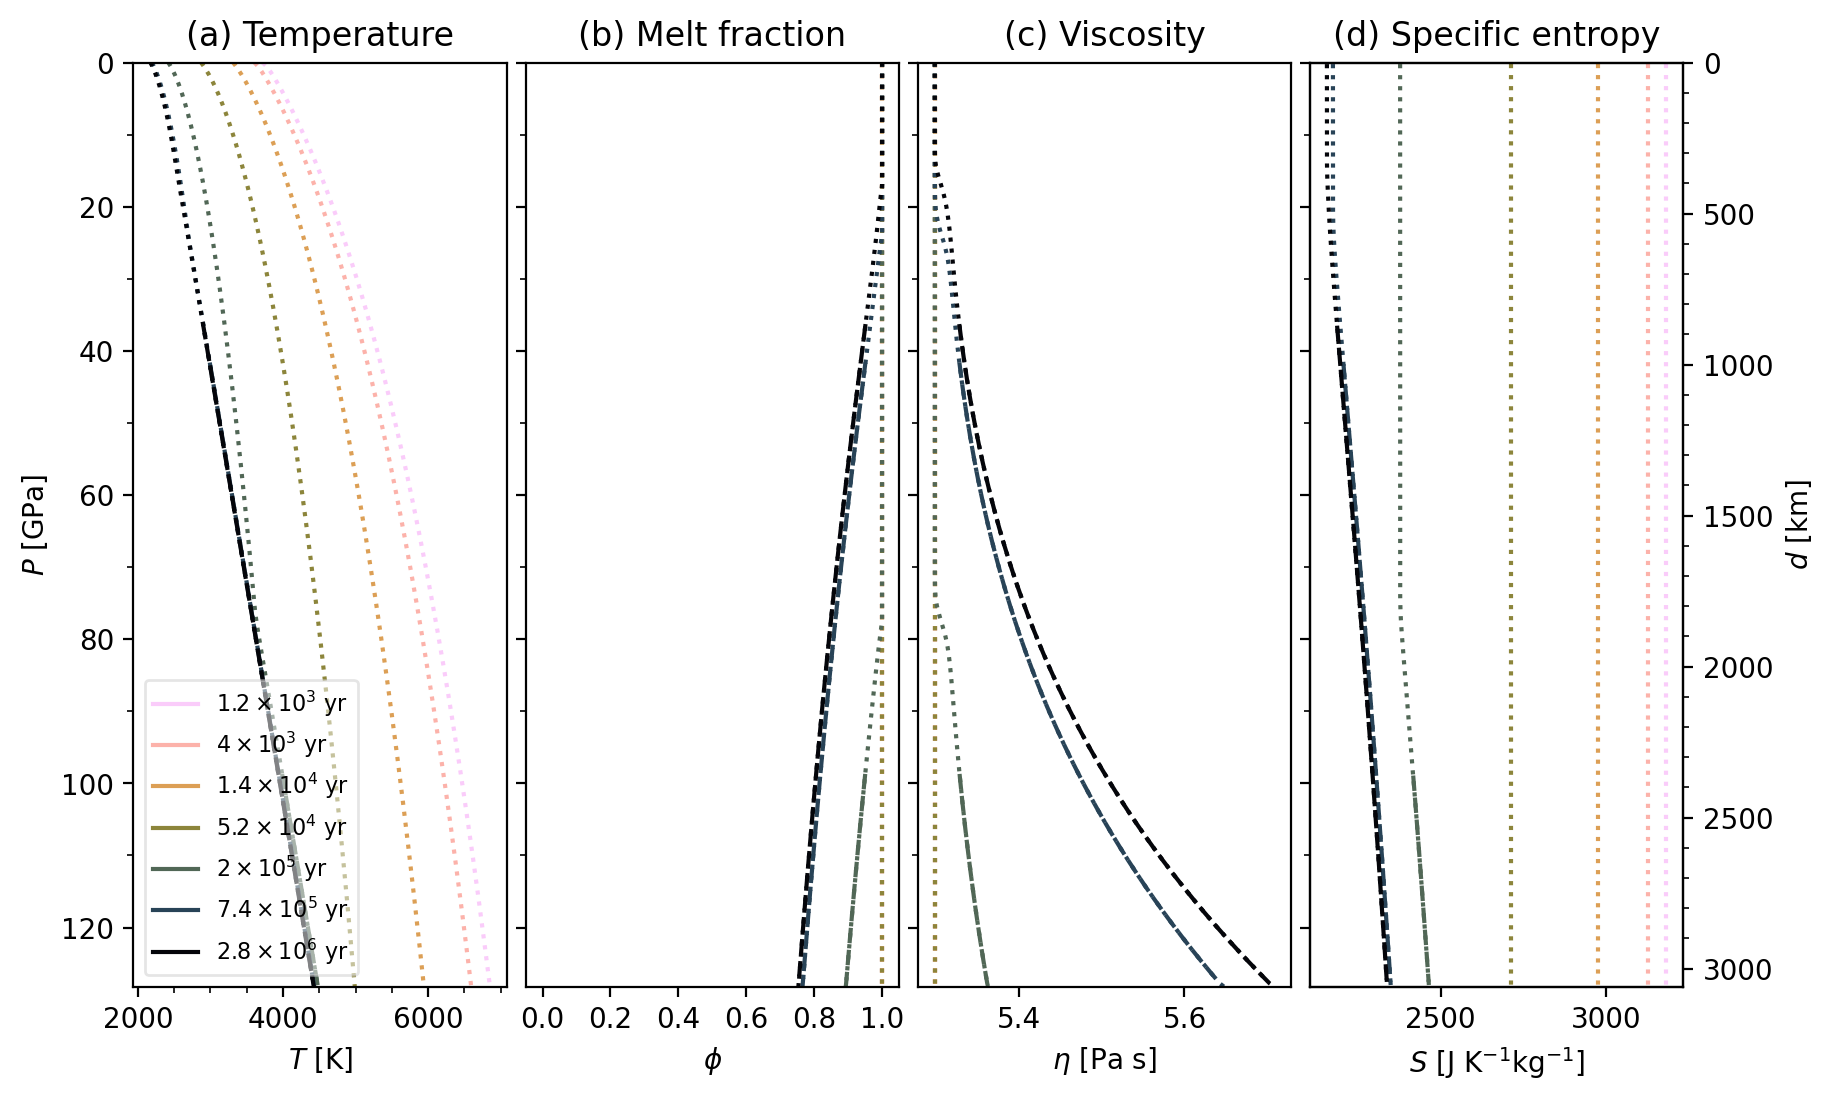 (a) Temperature
(b) Melt fraction
(c) Viscosity
(d) Specific entropy
0
20
40
60
80
100
120
P [GPa]
1.2 × 10³ yr
4 × 10³ yr
1.4 × 10⁴ yr
5.2 × 10⁴ yr
2 × 10⁵ yr
7.4 × 10⁵ yr
2.8 × 10⁶ yr
0
500
1000
1500
2000
2500
3000
d [km]
2000 4000 6000
0.0 0.2 0.4 0.6 0.8 1.0
5.4 5.6
2500 3000
T [K]
ϕ
η [Pa s]
S [J K⁻¹kg⁻¹]